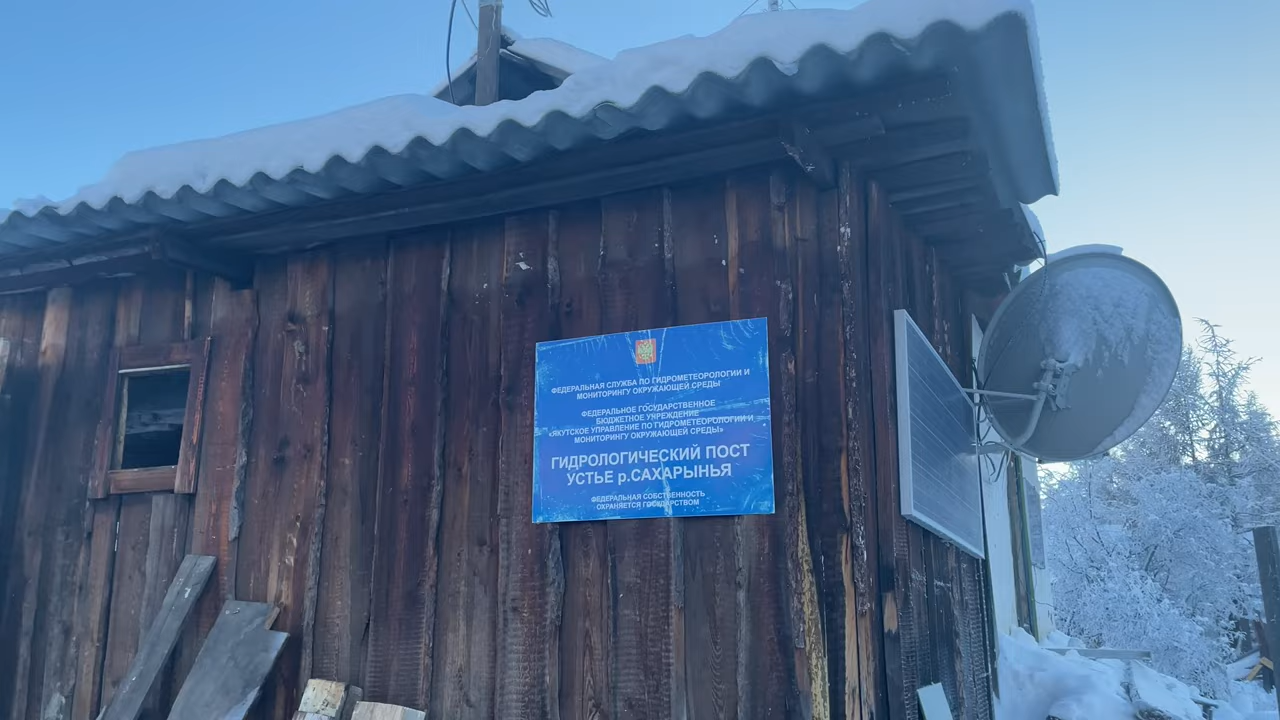 ФЕДЕРАЛЬНАЯ СЛУЖБА ПО ГИДРОМЕТЕОРОЛОГИИ И
МОНИТОРИНГУ ОКРУЖАЮЩЕЙ СРЕДЫ
ФЕДЕРАЛЬНОЕ ГОСУДАРСТВЕННОЕ
БЮДЖЕТНОЕ УЧРЕЖДЕНИЕ
«ЯКУТСКОЕ УПРАВЛЕНИЕ ПО ГИДРОМЕТЕОРОЛОГИИ И
МОНИТОРИНГУ ОКРУЖАЮЩЕЙ СРЕДЫ»
ГИДРОЛОГИЧЕСКИЙ ПОСТ
УСТЬЕ р.САХАРЫНЬЯ
ФЕДЕРАЛЬНАЯ СОБСТВЕННОСТЬ
ОХРАНЯЕТСЯ ГОСУДАРСТВОМ